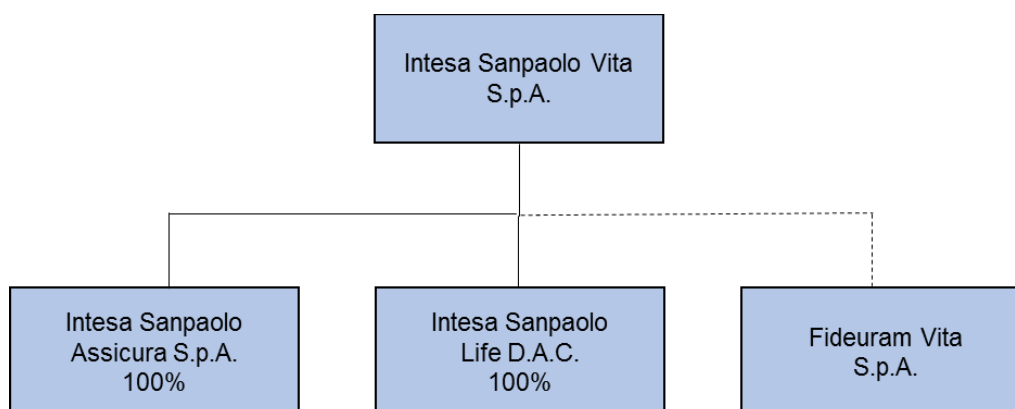 Intesa Sanpaolo Vita
S.p.A.
Intesa Sanpaolo
Assicura S.p.A.
100%
Intesa Sanpaolo
Life D.A.C.
100%
Fideuram Vita
S.p.A.